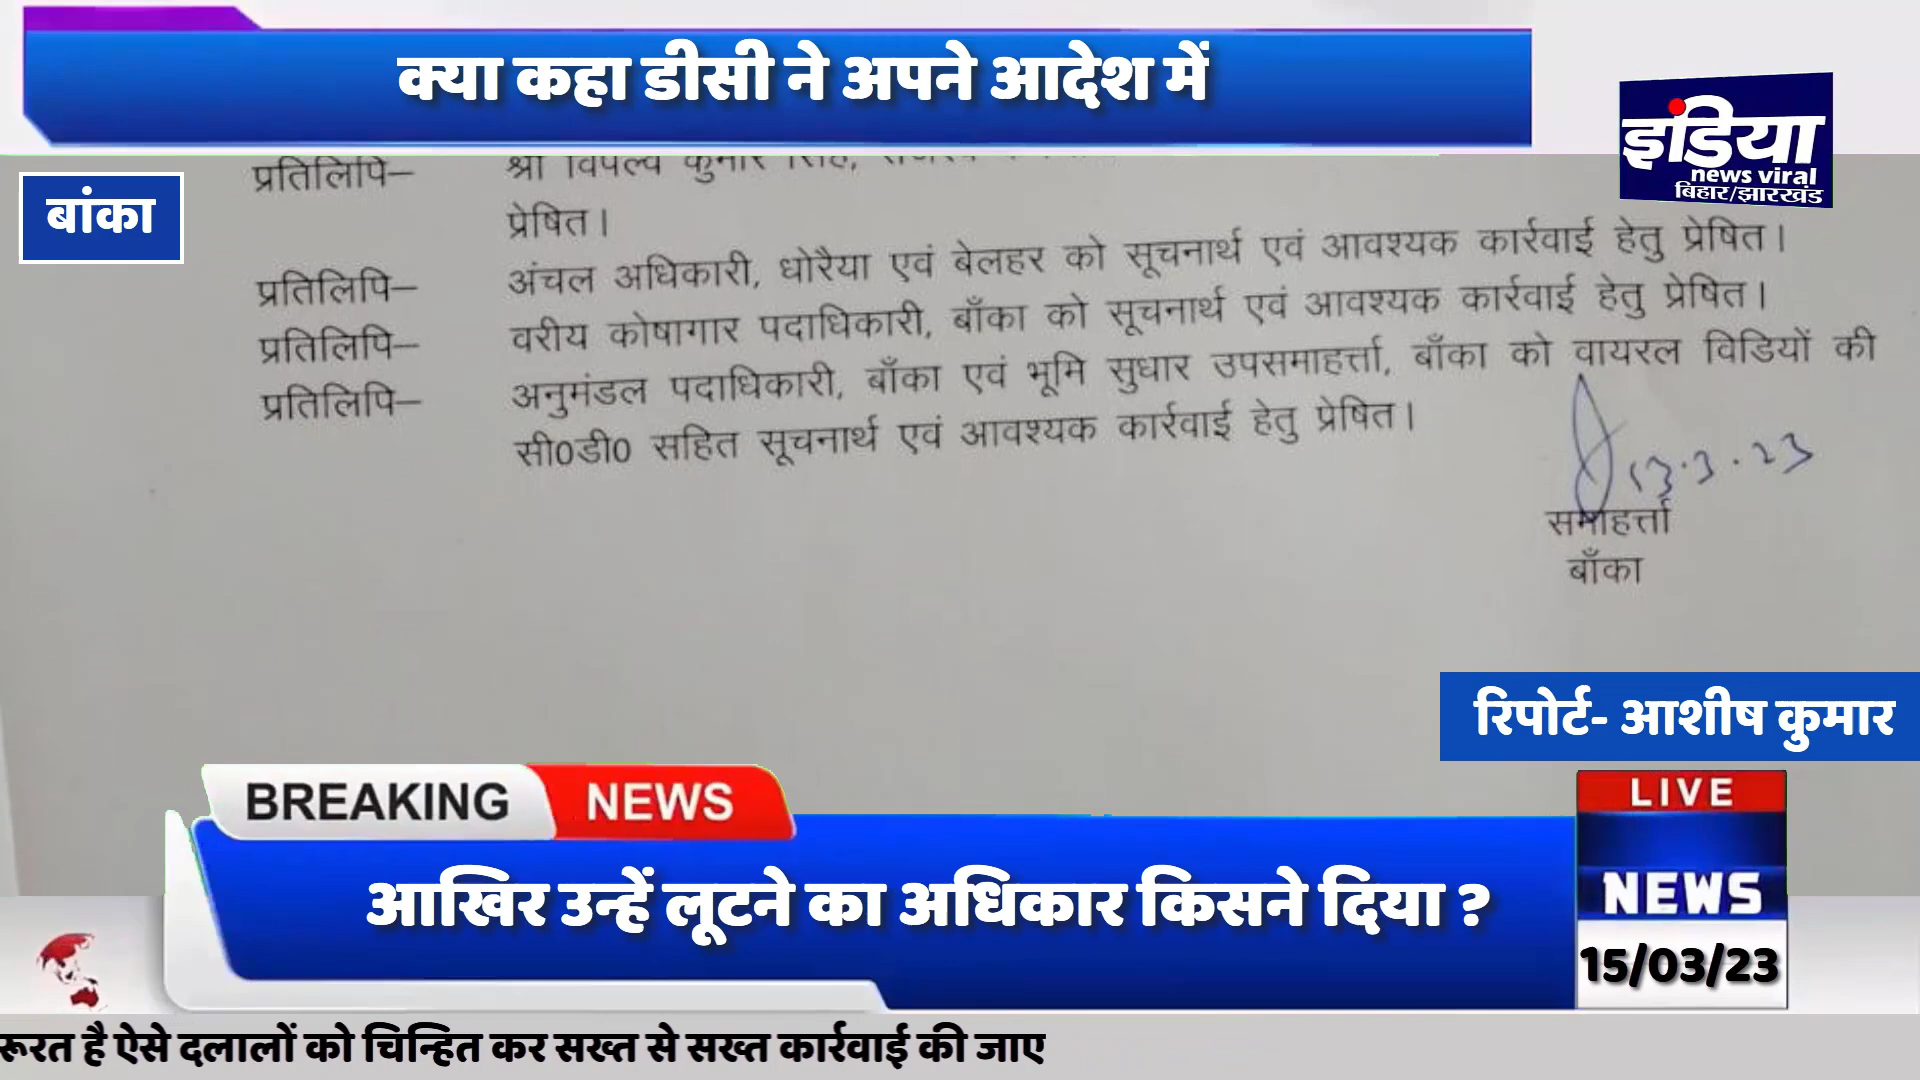 क्या कहा डीसी ने अपने आदेश में
इंडिया
news viral
बिहार/झारखंड
बांका
प्रतिलिपि– श्री विपल्व कुमार सिंह,
प्रेषित।
प्रतिलिपि– अंचल अधिकारी, धोरैया एवं बेलहर को सूचनार्थ एवं आवश्यक कार्रवाई हेतु प्रेषित।
प्रतिलिपि– वरीय कोषागार पदाधिकारी, बाँका को सूचनार्थ एवं आवश्यक कार्रवाई हेतु प्रेषित।
प्रतिलिपि– अनुमंडल पदाधिकारी, बाँका एवं भूमि सुधार उपसमाहर्त्ता, बाँका को वायरल विडियों की
सी0डी0 सहित सूचनार्थ एवं आवश्यक कार्रवाई हेतु प्रेषित।
13.3.23
समाहर्त्ता
बाँका
रिपोर्ट- आशीष कुमार
BREAKING NEWS
आखिर उन्हें लूटने का अधिकार किसने दिया ?
LIVE
NEWS
15/03/23
रूरत है ऐसे दलालों को चिन्हित कर सख्त से सख्त कार्रवाई की जाए